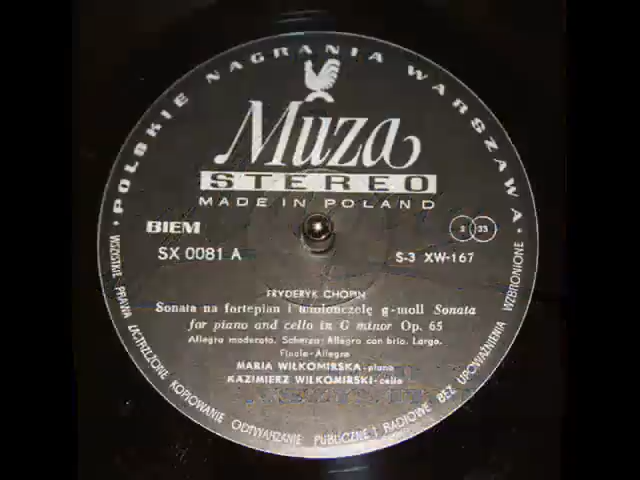 • POLSKIE NAGRANIA WARSZAWA •
Muza
STEREO
MADE IN POLAND
BIEM
S 33
SX 0081 A
S-3 XW-167
FRYDERYK CHOPIN
Sonata na fortepian i wiolonczelę g-moll Sonata
for piano and cello in G minor Op. 65
Allegro moderato. Scherzo-Allegro con brio. Largo.
Finale-Allegro
MARIA WIŁKOMIRSKA-piano
KAZIMIERZ WIŁKOMIRSKI-cello
WSZYSTKIE PRAWA ZASTRZEŻONE KOPIOWANIE ODTWARZANIE PUBLICZNE I RADIOWE BEZ UPOWAŻNIENIA WZBRONIONE